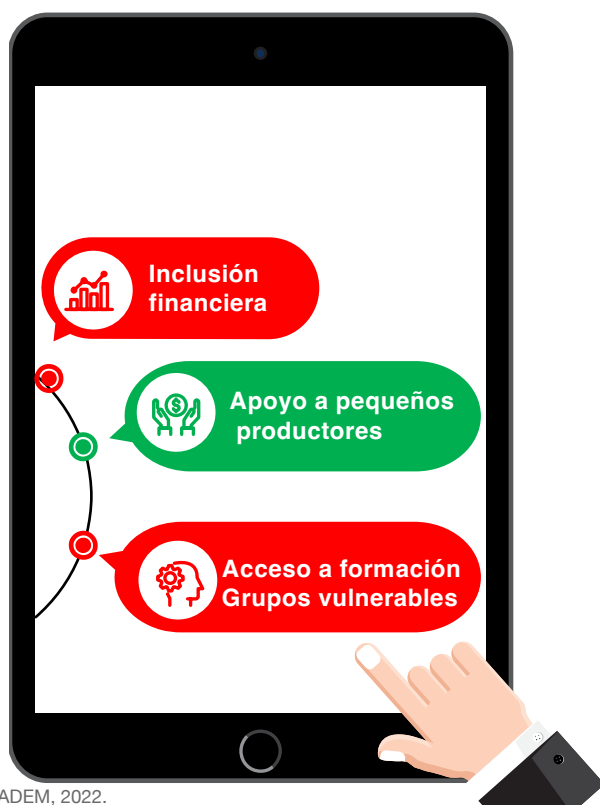 Inclusión
financiera
Apoyo a pequeños
productores
Acceso a formación
Grupos vulnerables
ADEM, 2022.